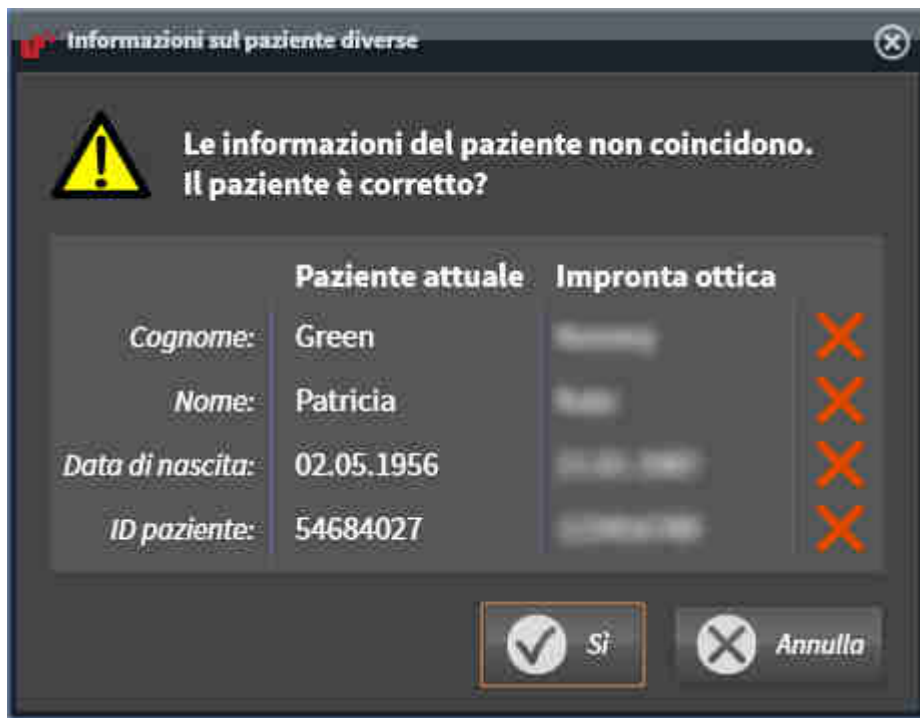 Informazioni sul paziente diverse
Le informazioni del paziente non coincidono.
Il paziente è corretto?
Paziente attuale Impronta ottica
Cognome: Green
Nome: Patricia
Data di nascita: 02.05.1956
ID paziente: 54684027
Sì Annulla